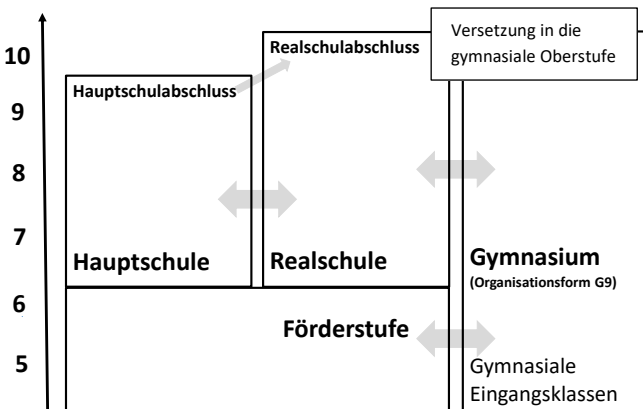 Versetzung in die
gymnasiale Oberstufe
10
Realschulabschluss
Hauptschulabschluss
9
8
7
Hauptschule
Realschule
Gymnasium
(Organisationsform G9)
6
Förderstufe
5
Gymnasiale
Eingangsklassen